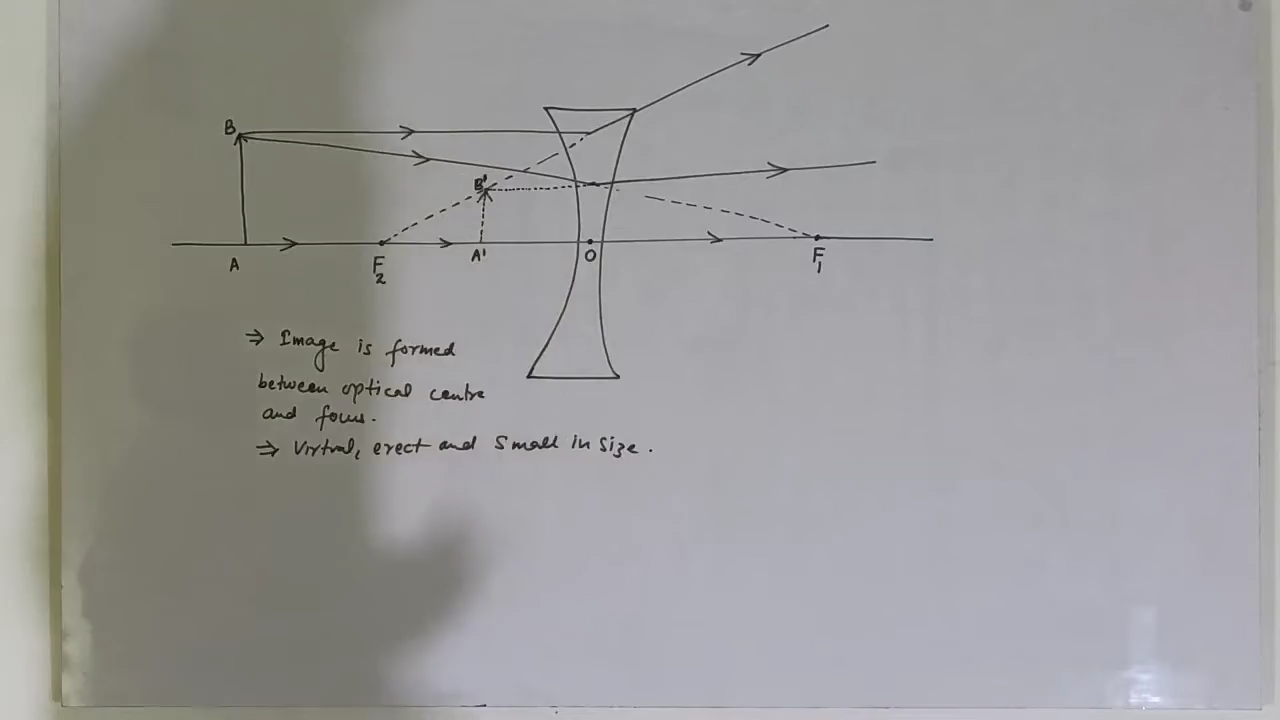 B
B'
A
F2
A'
O
F1
⇒ Image is formed
between optical centre
and focus.
⇒ Virtual, erect and small in size.